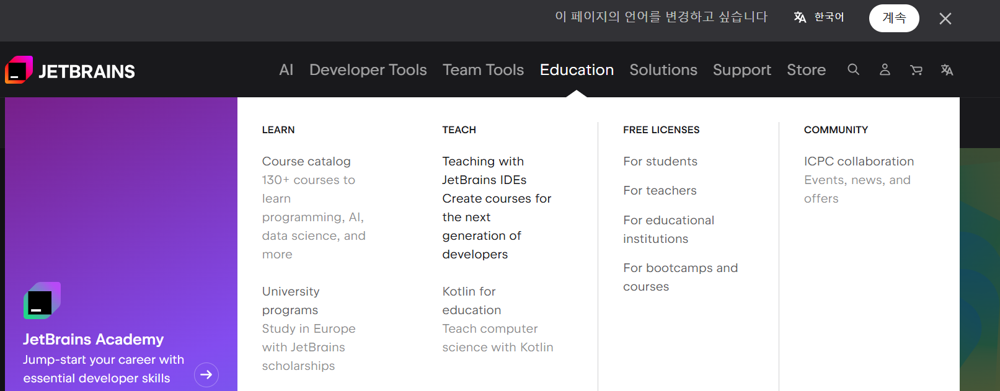 이 페이지의 언어를 변경하고 싶습니다
한국어
계속
JETBRAINS
AI
Developer Tools
Team Tools
Education
Solutions
Support
Store
JetBrains Academy
Jump-start your career with
essential developer skills
LEARN
Course catalog
130+ courses to
learn
programming, AI,
data science, and
more
University
programs
Study in Europe
with JetBrains
scholarships
TEACH
Teaching with
JetBrains IDEs
Create courses for
the next
generation of
developers
Kotlin for
education
Teach computer
science with Kotlin
FREE LICENSES
For students
For teachers
For educational
institutions
For bootcamps and
courses
COMMUNITY
ICPC collaboration
Events, news, and
offers